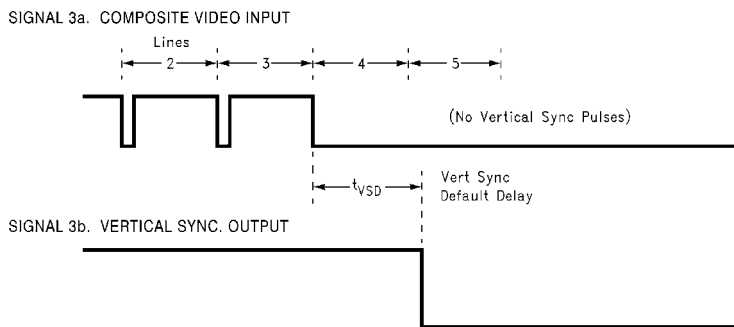 SIGNAL 3a. COMPOSITE VIDEO INPUT
Lines
2 3 4 5
(No Vertical Sync Pulses)
tVSD
Vert Sync
Default Delay
SIGNAL 3b. VERTICAL SYNC. OUTPUT